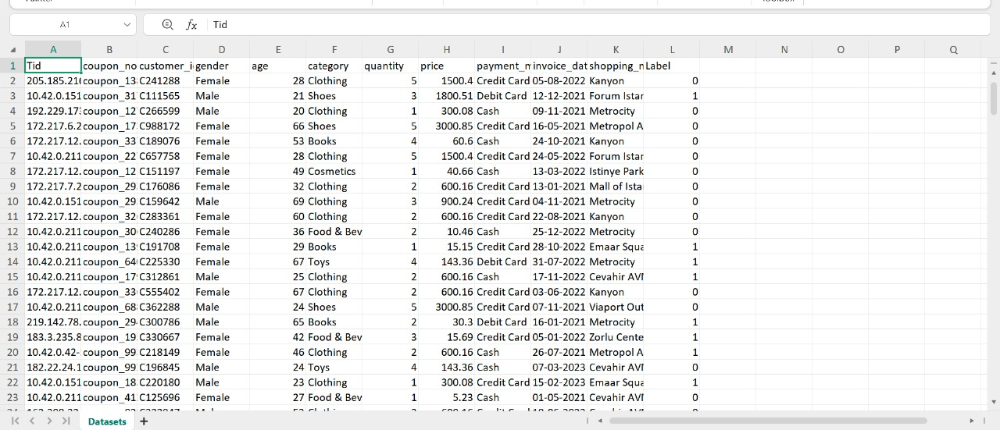 A1 fx Tid
A B C D E F G H I J K L M N O P Q
1 Tid coupon_no customer_i gender age category quantity price payment_m invoice_dat shopping_n Label
2 205.185.216 coupon_13 C241288 Female 28 Clothing 5 1500.4 Credit Card 05-08-2022 Kanyon 0
3 10.42.0.151 coupon_31 C111565 Male 21 Shoes 3 1800.51 Debit Card 12-12-2021 Forum Istar 1
4 192.229.17 coupon_12 C266599 Male 20 Clothing 1 300.08 Cash 09-11-2021 Metrocity 0
5 172.217.6.2 coupon_17 C988172 Female 66 Shoes 5 3000.85 Credit Card 16-05-2021 Metropol A 0
6 172.217.12. coupon_33 C189076 Female 53 Books 4 60.6 Cash 24-10-2021 Kanyon 0
7 10.42.0.211 coupon_22 C657758 Female 28 Clothing 5 1500.4 Credit Card 24-05-2022 Forum Istar 0
8 172.217.12. coupon_12 C151197 Female 49 Cosmetics 1 40.66 Cash 13-03-2022 Istinye Park 0
9 172.217.7.2 coupon_29 C176086 Female 32 Clothing 2 600.16 Credit Card 13-01-2021 Mall of Ista 0
10 10.42.0.151 coupon_29 C159642 Male 69 Clothing 3 900.24 Credit Card 04-11-2021 Metrocity 0
11 172.217.12. coupon_32 C283361 Female 60 Clothing 2 600.16 Credit Card 22-08-2021 Kanyon 0
12 10.42.0.211 coupon_30 C240286 Female 36 Food & Bev 2 10.46 Cash 25-12-2022 Metrocity 0
13 10.42.0.211 coupon_13 C191708 Female 29 Books 1 15.15 Credit Card 28-10-2022 Emaar Squa 1
14 10.42.0.211 coupon_64 C225330 Female 67 Toys 4 143.36 Debit Card 31-07-2022 Metrocity 1
15 10.42.0.211 coupon_17 C312861 Male 25 Clothing 2 600.16 Cash 17-11-2022 Cevahir AVM 1
16 172.217.12. coupon_33 C555402 Female 67 Clothing 2 600.16 Credit Card 03-06-2022 Kanyon 0
17 10.42.0.211 coupon_68 C362288 Male 24 Shoes 5 3000.85 Credit Card 07-11-2021 Viaport Out 0
18 219.142.78. coupon_29 C300786 Male 65 Books 2 30.3 Debit Card 16-01-2021 Metrocity 1
19 183.3.235.8 coupon_19 C330667 Female 42 Food & Bev 3 15.69 Credit Card 05-01-2022 Zorlu Cente 1
20 10.42.0.42- coupon_99 C218149 Female 46 Clothing 2 600.16 Cash 26-07-2021 Metropol A 1
21 182.22.24.1 coupon_99 C196845 Male 24 Toys 4 143.36 Cash 07-03-2023 Cevahir AVM 0
22 10.42.0.151 coupon_18 C220180 Male 23 Clothing 1 300.08 Credit Card 15-02-2023 Emaar Squa 1
23 10.42.0.211 coupon_41 C125696 Female 27 Food & Bev 1 5.23 Cash 01-05-2021 Cevahir AVM 0
Datasets +